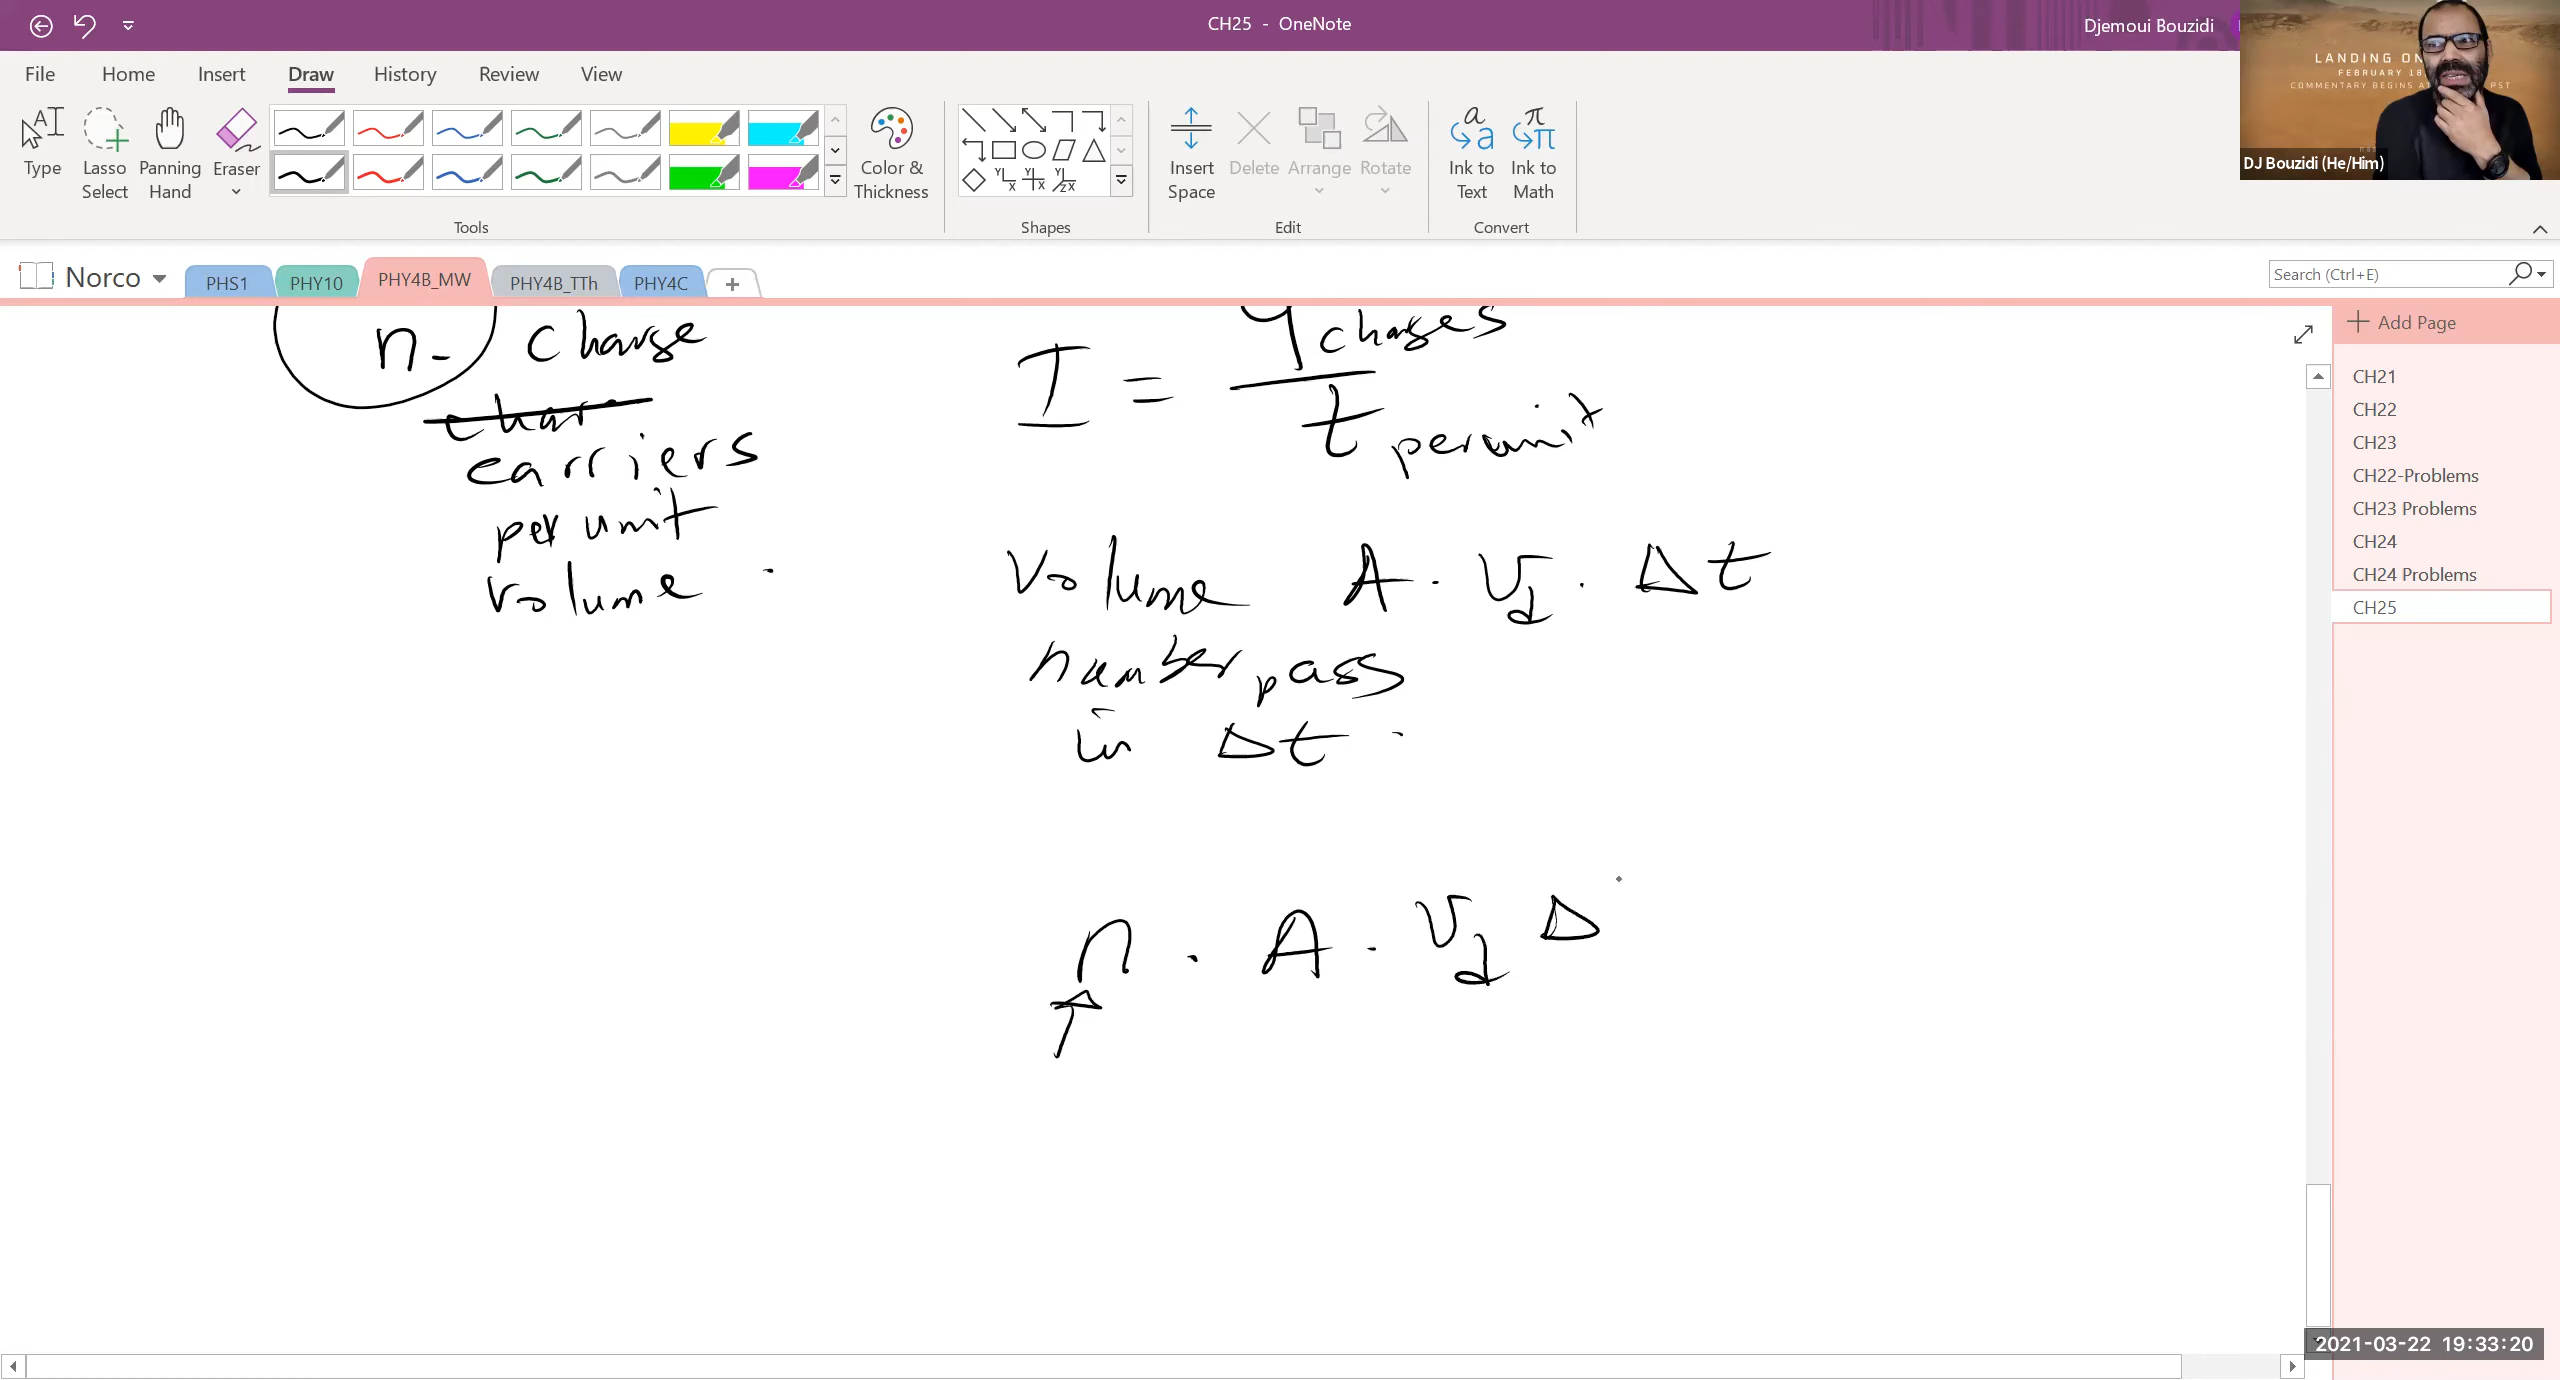 CH25 - OneNote
Djemoui Bouzidi
LANDING ON
FEBRUARY 18
COMMENTARY BEGINS AT PST
DJ Bouzidi (He/Him)
File Home Insert Draw History Review View
Type
Lasso Select
Panning Hand
Eraser
Color & Thickness
Insert Space
Delete
Arrange
Rotate
Ink to Text
Ink to Math
Tools Shapes Edit Convert
Norco PHS1 PHY10 PHY4B_MW PHY4B_TTh PHY4C +
Search (Ctrl+E)
Add Page
CH21
CH22
CH23
CH22-Problems
CH23 Problems
CH24
CH24 Problems
CH25
n - charge
char
carriers
per unit
volume .
I = q charges
t per unit
volume A . Vd . Δt
number pass
in Δt .
n . A . Vd Δ
2021-03-22 19:33:20